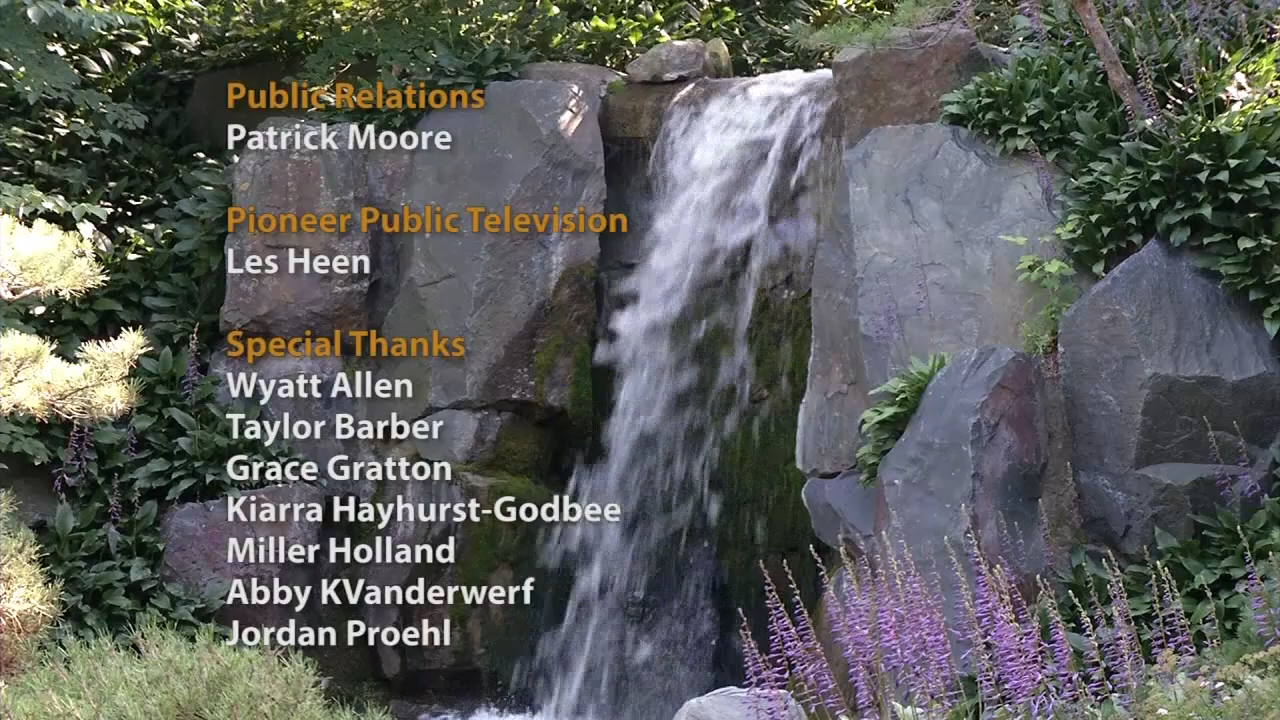 Public Relations
Patrick Moore
Pioneer Public Television
Les Heen
Special Thanks
Wyatt Allen
Taylor Barber
Grace Gratton
Kiarra Hayhurst-Godbee
Miller Holland
Abby KVanderwerf
Jordan Proehl